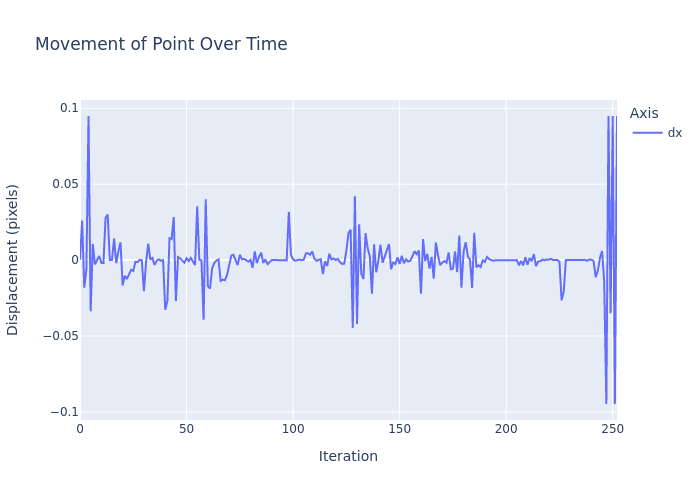 Movement of Point Over Time
Axis
dx
Displacement (pixels)
0.1
0.05
0
−0.05
−0.1
0 50 100 150 200 250
Iteration